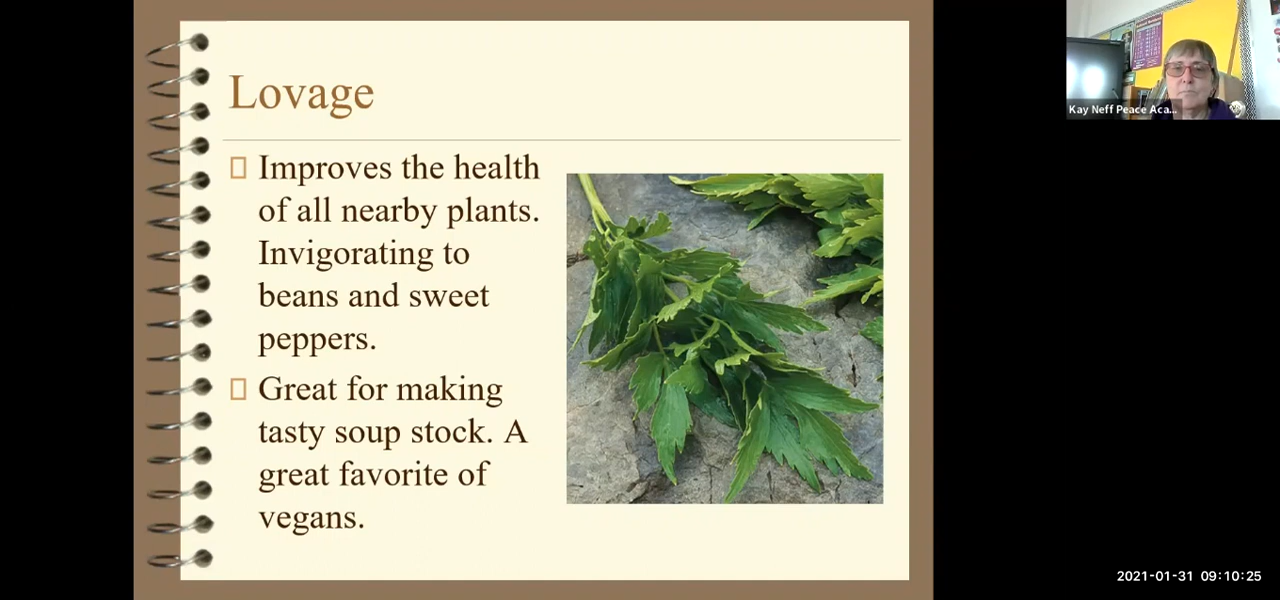 Lovage
Improves the health
of all nearby plants.
Invigorating to
beans and sweet
peppers.
Great for making
tasty soup stock. A
great favorite of
vegans.
Kay Neff Peace Aca...
2021-01-31 09:10:25